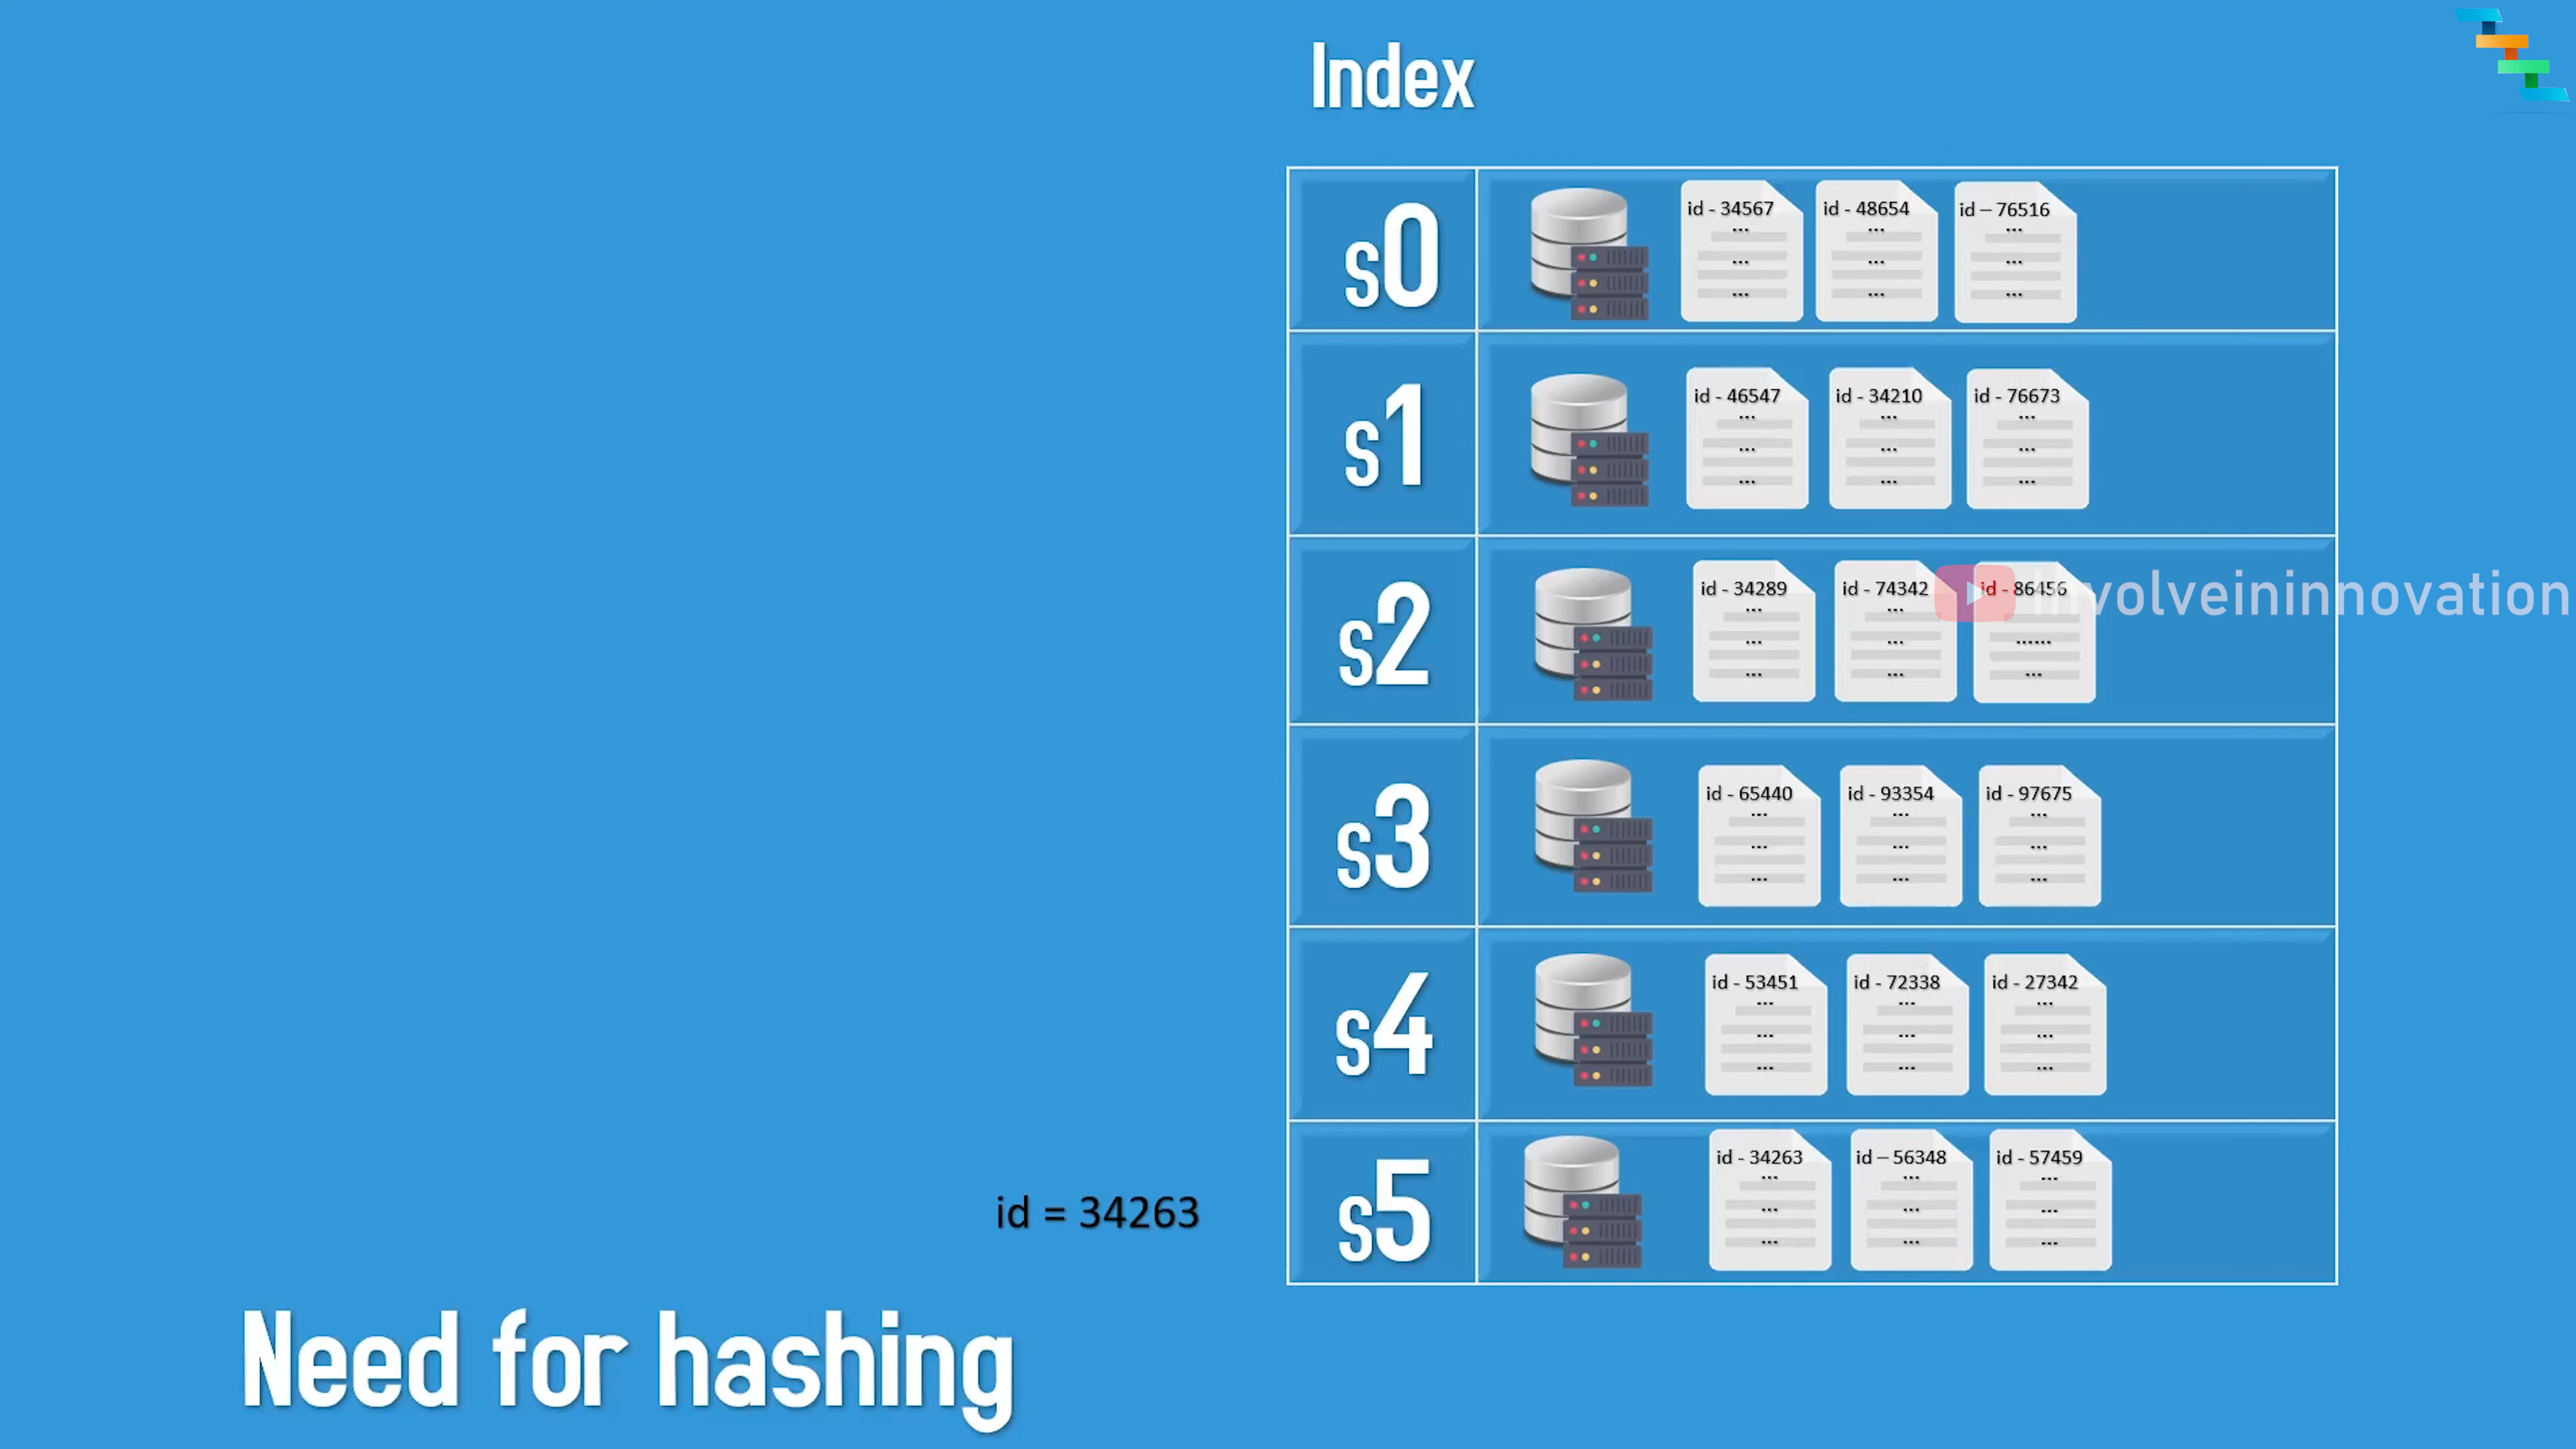 Index
s0
id - 34567
id - 48654
id – 76516
s1
id - 46547
id - 34210
id - 76673
s2
id - 34289
id - 74342
id - 86456
Involveininnovation
s3
id - 65440
id - 93354
id - 97675
s4
id - 53451
id - 72338
id - 27342
s5
id - 34263
id – 56348
id - 57459
id = 34263
Need for hashing